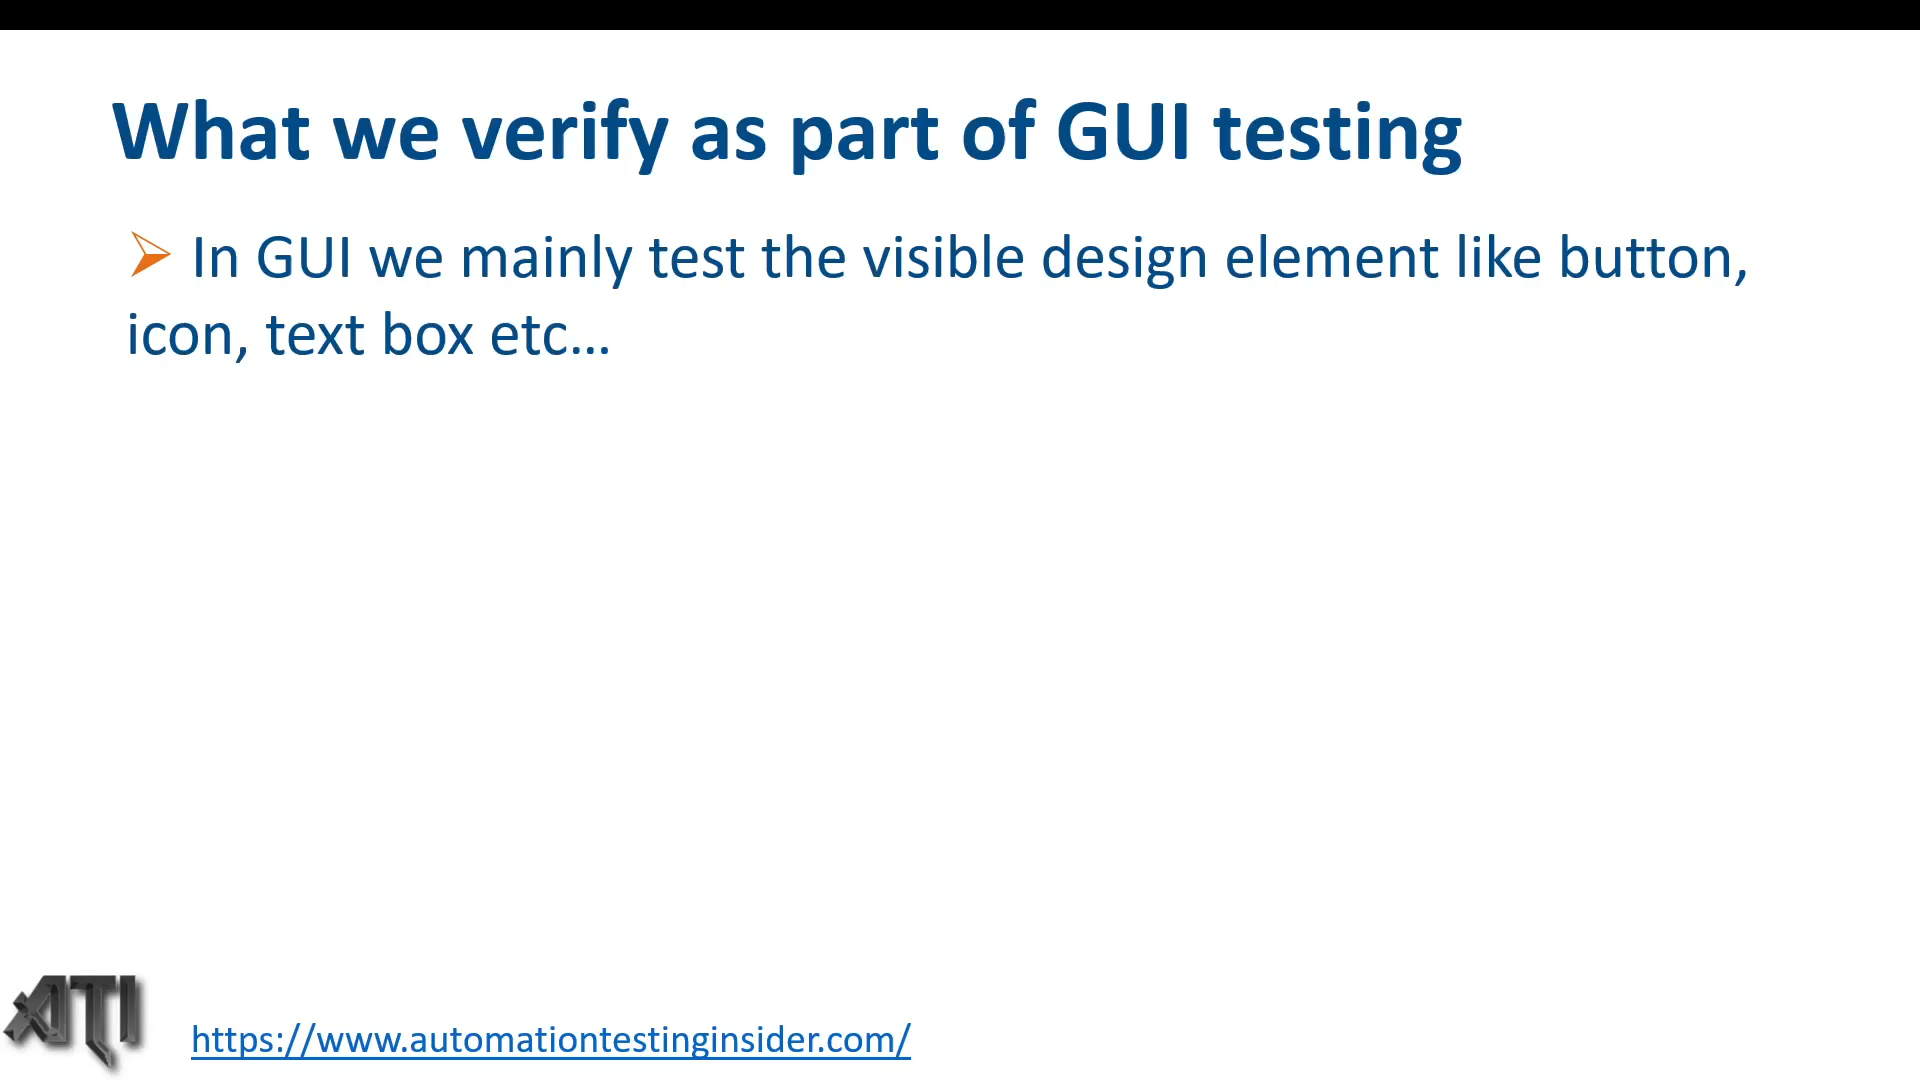 What we verify as part of GUI testing
In GUI we mainly test the visible design element like button,
icon, text box etc…
ATI
https://www.automationtestinginsider.com/